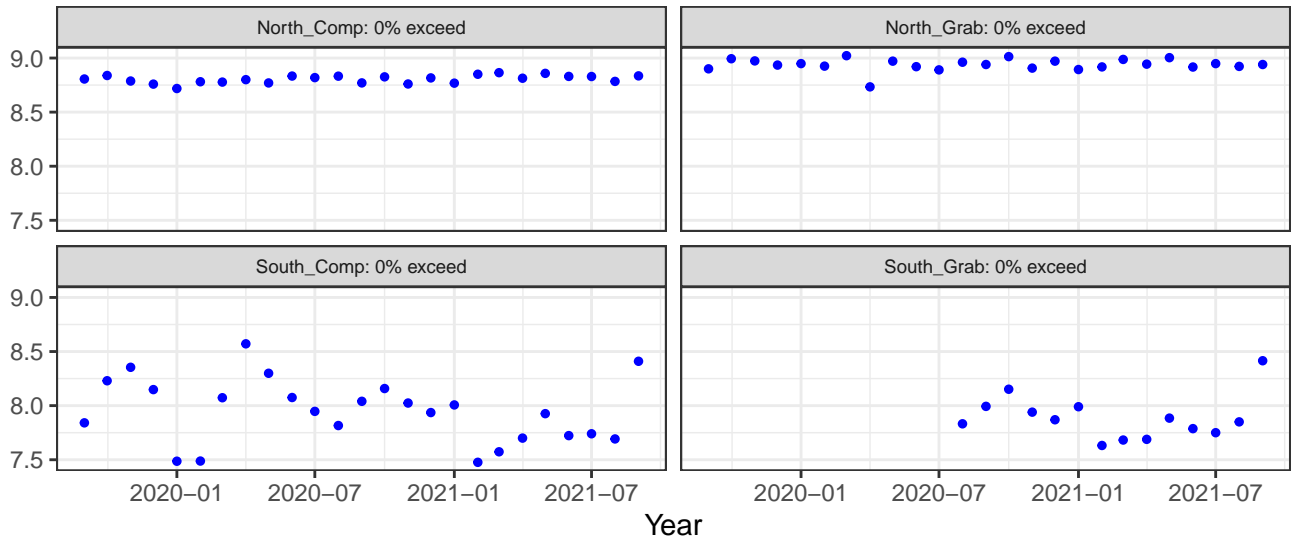 North_Comp: 0% exceed
North_Grab: 0% exceed
9.0
8.5
8.0
7.5
South_Comp: 0% exceed
South_Grab: 0% exceed
9.0
8.5
8.0
7.5
2020−01 2020−07 2021−01 2021−07
2020−01 2020−07 2021−01 2021−07
Year